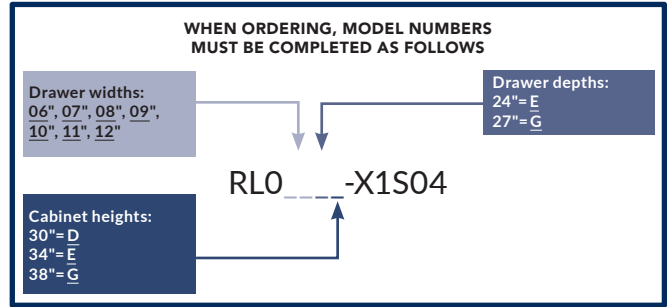 WHEN ORDERING, MODEL NUMBERS
MUST BE COMPLETED AS FOLLOWS
Drawer widths:
06", 07", 08", 09",
10", 11", 12"
Drawer depths:
24"= E
27"= G
RL0_ _ _ _-X1S04
Cabinet heights:
30"= D
34"= E
38"= G